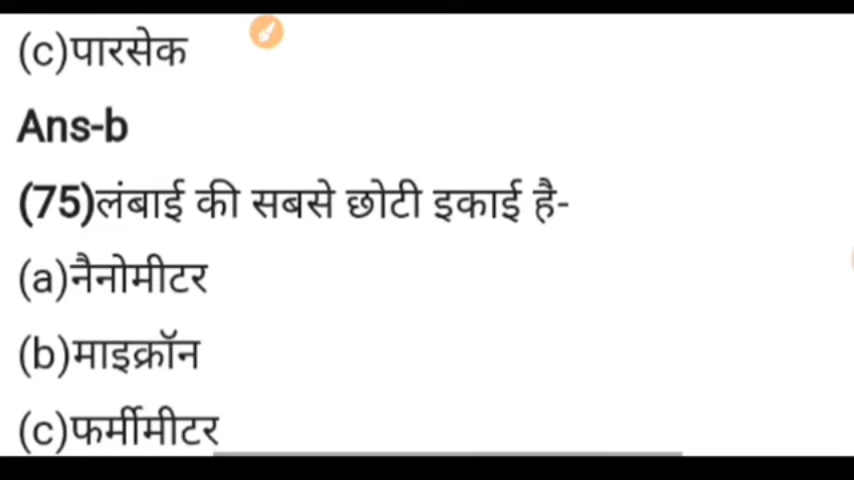 (c)पारसेक
Ans-b
(75)लंबाई की सबसे छोटी इकाई है-
(a)नैनोमीटर
(b)माइक्रॉन
(c)फर्मीमीटर